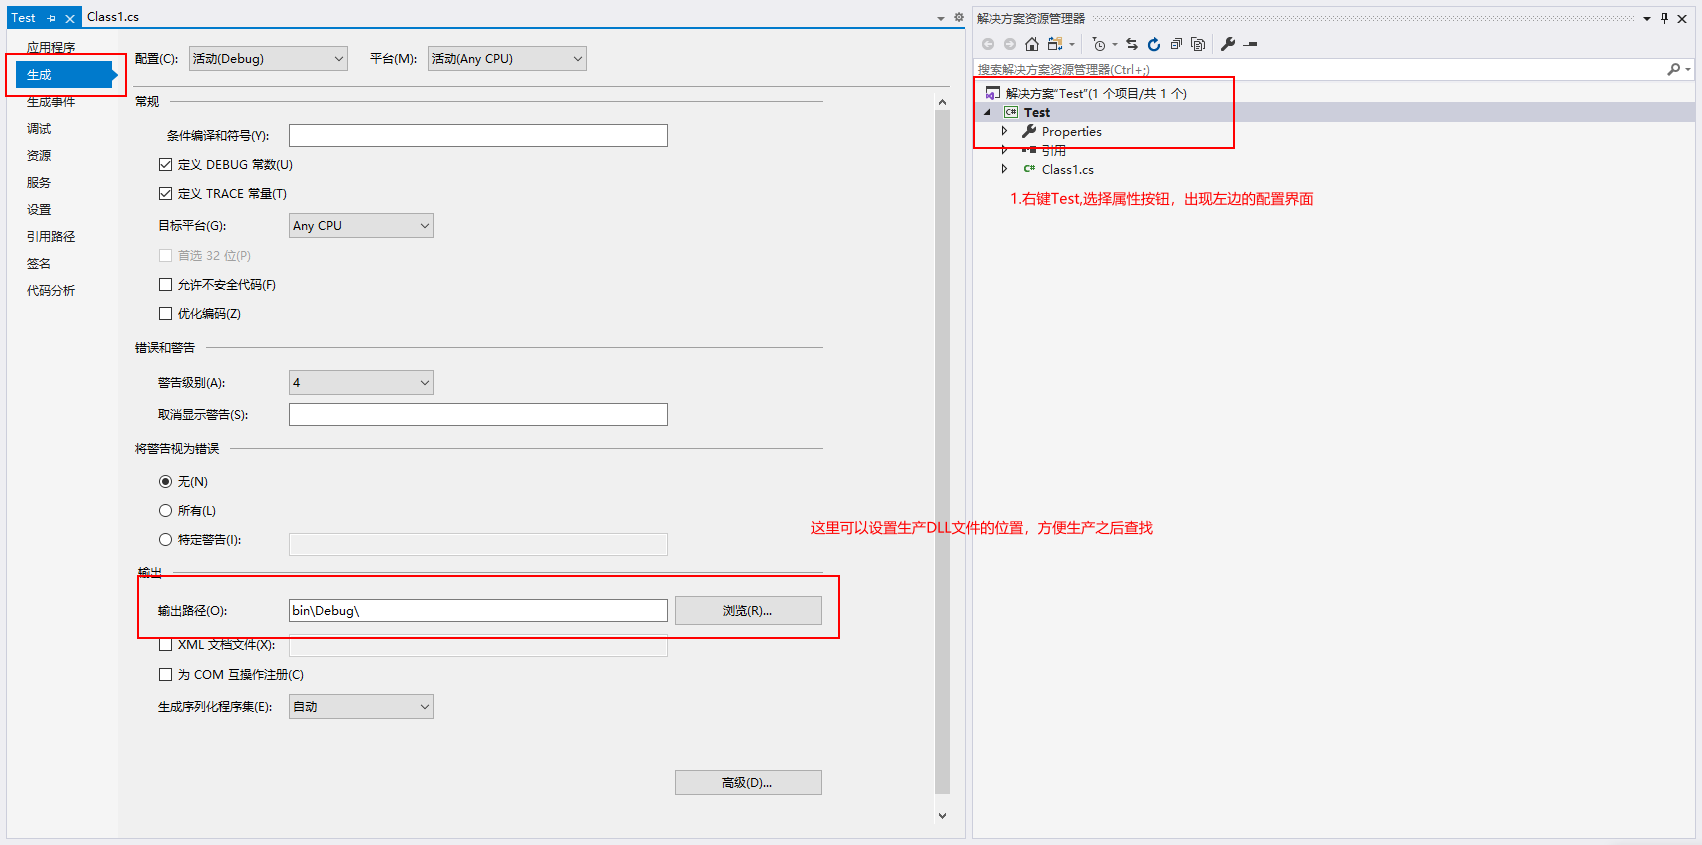 Test
Class1.cs
应用程序
生成
生成事件
调试
资源
服务
设置
引用路径
签名
代码分析
配置(C): 活动(Debug) 平台(M): 活动(Any CPU)
常规
条件编译和符号(Y):
定义 DEBUG 常数(U)
定义 TRACE 常量(T)
目标平台(G): Any CPU
首选 32 位(P)
允许不安全代码(F)
优化编码(Z)
错误和警告
警告级别(A): 4
取消显示警告(S):
将警告视为错误
无(N)
所有(L)
特定警告(I):
这里可以设置生产DLL文件的位置，方便生产之后查找
输出
输出路径(O): bin\Debug\ 浏览(R)...
XML 文档文件(X):
为 COM 互操作注册(C)
生成序列化程序集(E): 自动
高级(D)...
解决方案资源管理器
搜索解决方案资源管理器(Ctrl+;)
解决方案"Test"(1 个项目/共 1 个)
C# Test
Properties
引用
C# Class1.cs
1.右键Test,选择属性按钮，出现左边的配置界面